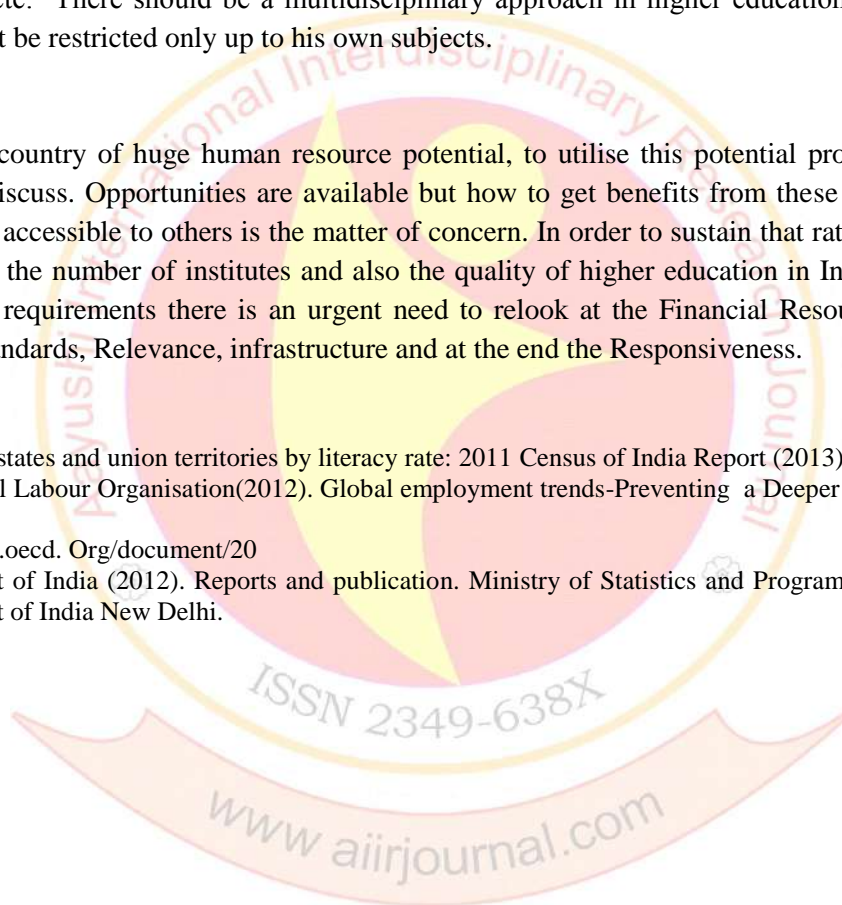 etc. There should be a multidisciplinary approach in higher education
t be restricted only up to his own subjects.
country of huge human resource potential, to utilise this potential pro
iscuss. Opportunities are available but how to get benefits from these
accessible to others is the matter of concern. In order to sustain that rat
the number of institutes and also the quality of higher education in In
requirements there is an urgent need to relook at the Financial Resou
ndards, Relevance, infrastructure and at the end the Responsiveness.
states and union territories by literacy rate: 2011 Census of India Report (2013)
l Labour Organisation(2012). Global employment trends-Preventing a Deeper
.oecd. Org/document/20
t of India (2012). Reports and publication. Ministry of Statistics and Program
t of India New Delhi.
Aayushi International Interdisciplinary Research Journal
ISSN 2349-638X
www aiirjournal.com